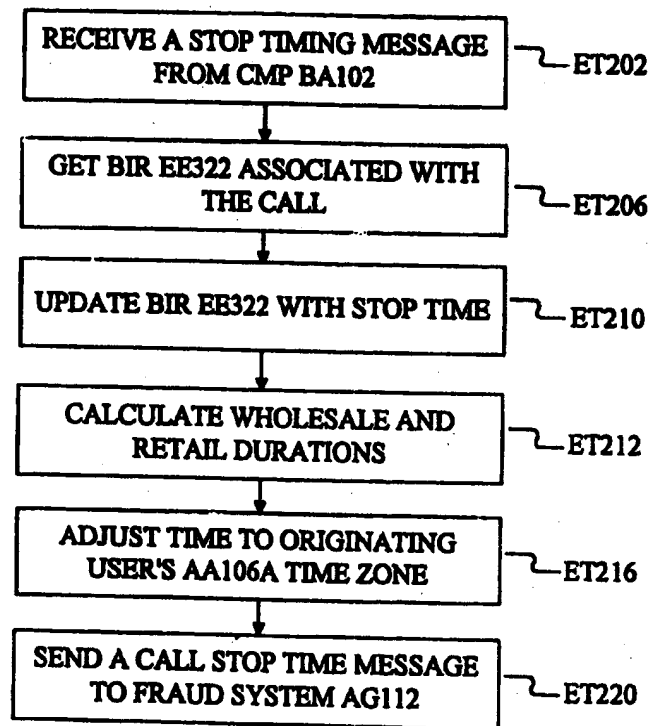 RECEIVE A STOP TIMING MESSAGE
FROM CMP BA102
ET202
GET BIR EE322 ASSOCIATED WITH
THE CALL
ET206
UPDATE BIR EE322 WITH STOP TIME
ET210
CALCULATE WHOLESALE AND
RETAIL DURATIONS
ET212
ADJUST TIME TO ORIGINATING
USER'S AA106A TIME ZONE
ET216
SEND A CALL STOP TIME MESSAGE
TO FRAUD SYSTEM AG112
ET220